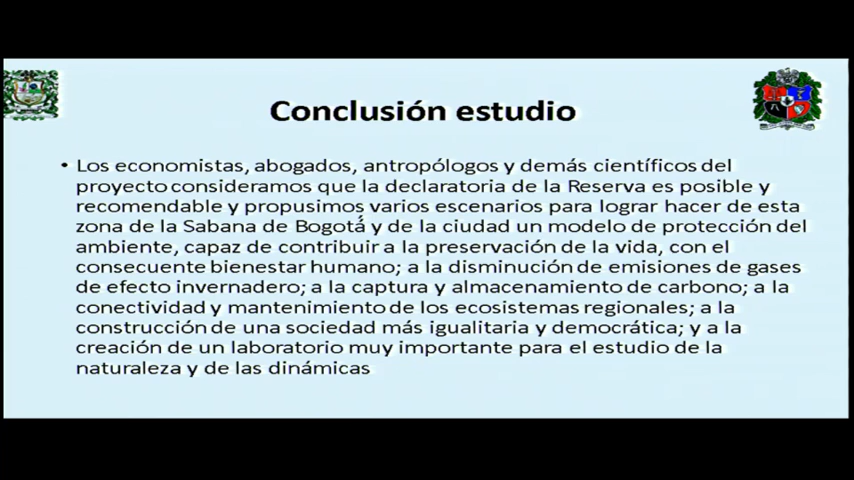 Conclusión estudio
• Los economistas, abogados, antropólogos y demás científicos del
proyecto consideramos que la declaratoria de la Reserva es posible y
recomendable y propusimos varios escenarios para lograr hacer de esta
zona de la Sabana de Bogotá y de la ciudad un modelo de protección del
ambiente, capaz de contribuir a la preservación de la vida, con el
consecuente bienestar humano; a la disminución de emisiones de gases
de efecto invernadero; a la captura y almacenamiento de carbono; a la
conectividad y mantenimiento de los ecosistemas regionales; a la
construcción de una sociedad más igualitaria y democrática; y a la
creación de un laboratorio muy importante para el estudio de la
naturaleza y de las dinámicas